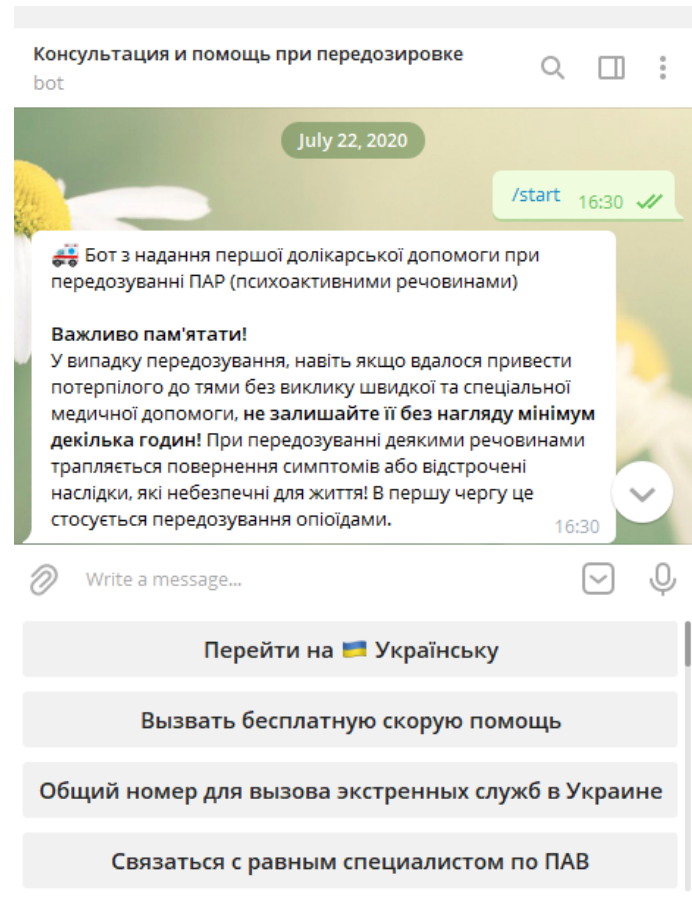 Консультация и помощь при передозировке
bot
July 22, 2020
/start 16:30
🚑 Бот з надання першої долікарської допомоги при
передозуванні ПАР (психоактивними речовинами)
Важливо пам'ятати!
У випадку передозування, навіть якщо вдалося привести
потерпілого до тями без виклику швидкої та спеціальної
медичної допомоги, не залишайте її без нагляду мінімум
декілька годин! При передозуванні деякими речовинами
трапляється повернення симптомів або відстрочені
наслідки, які небезпечні для життя! В першу чергу це
стосується передозування опіоїдами.
16:30
Write a message...
Перейти на 🇺🇦 Українську
Вызвать бесплатную скорую помощь
Общий номер для вызова экстренных служб в Украине
Связаться с равным специалистом по ПАВ